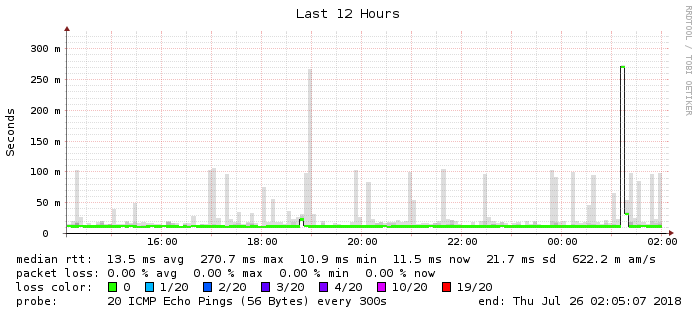 Last 12 Hours
RRDTOOL / TOBI OETIKER
Seconds
300 m
250 m
200 m
150 m
100 m
50 m
0
16:00 18:00 20:00 22:00 00:00 02:00
median rtt: 13.5 ms avg 270.7 ms max 10.9 ms min 11.5 ms now 21.7 ms sd 622.2 m am/s
packet loss: 0.00 % avg 0.00 % max 0.00 % min 0.00 % now
loss color: 0 1/20 2/20 3/20 4/20 10/20 19/20
probe: 20 ICMP Echo Pings (56 Bytes) every 300s end: Thu Jul 26 02:05:07 2018